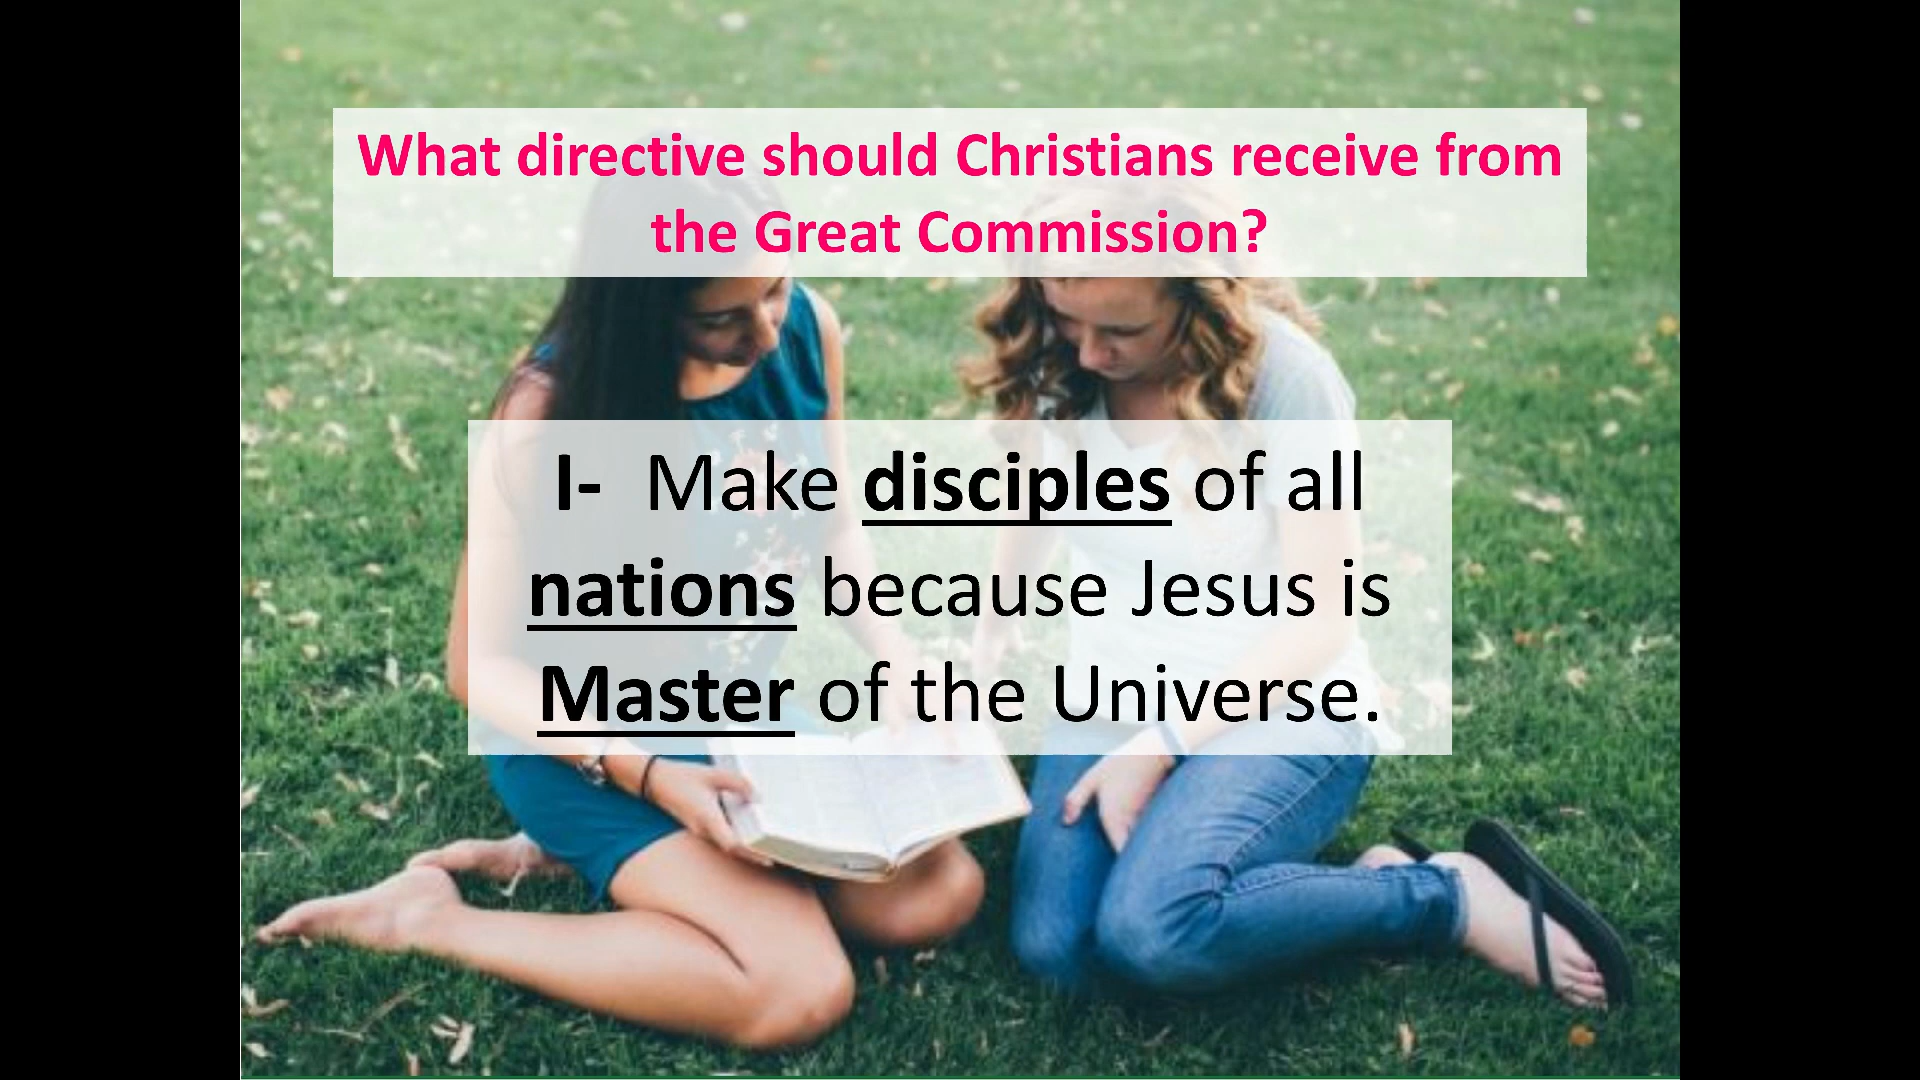 What directive should Christians receive from
the Great Commission?
I- Make disciples of all
nations because Jesus is
Master of the Universe.